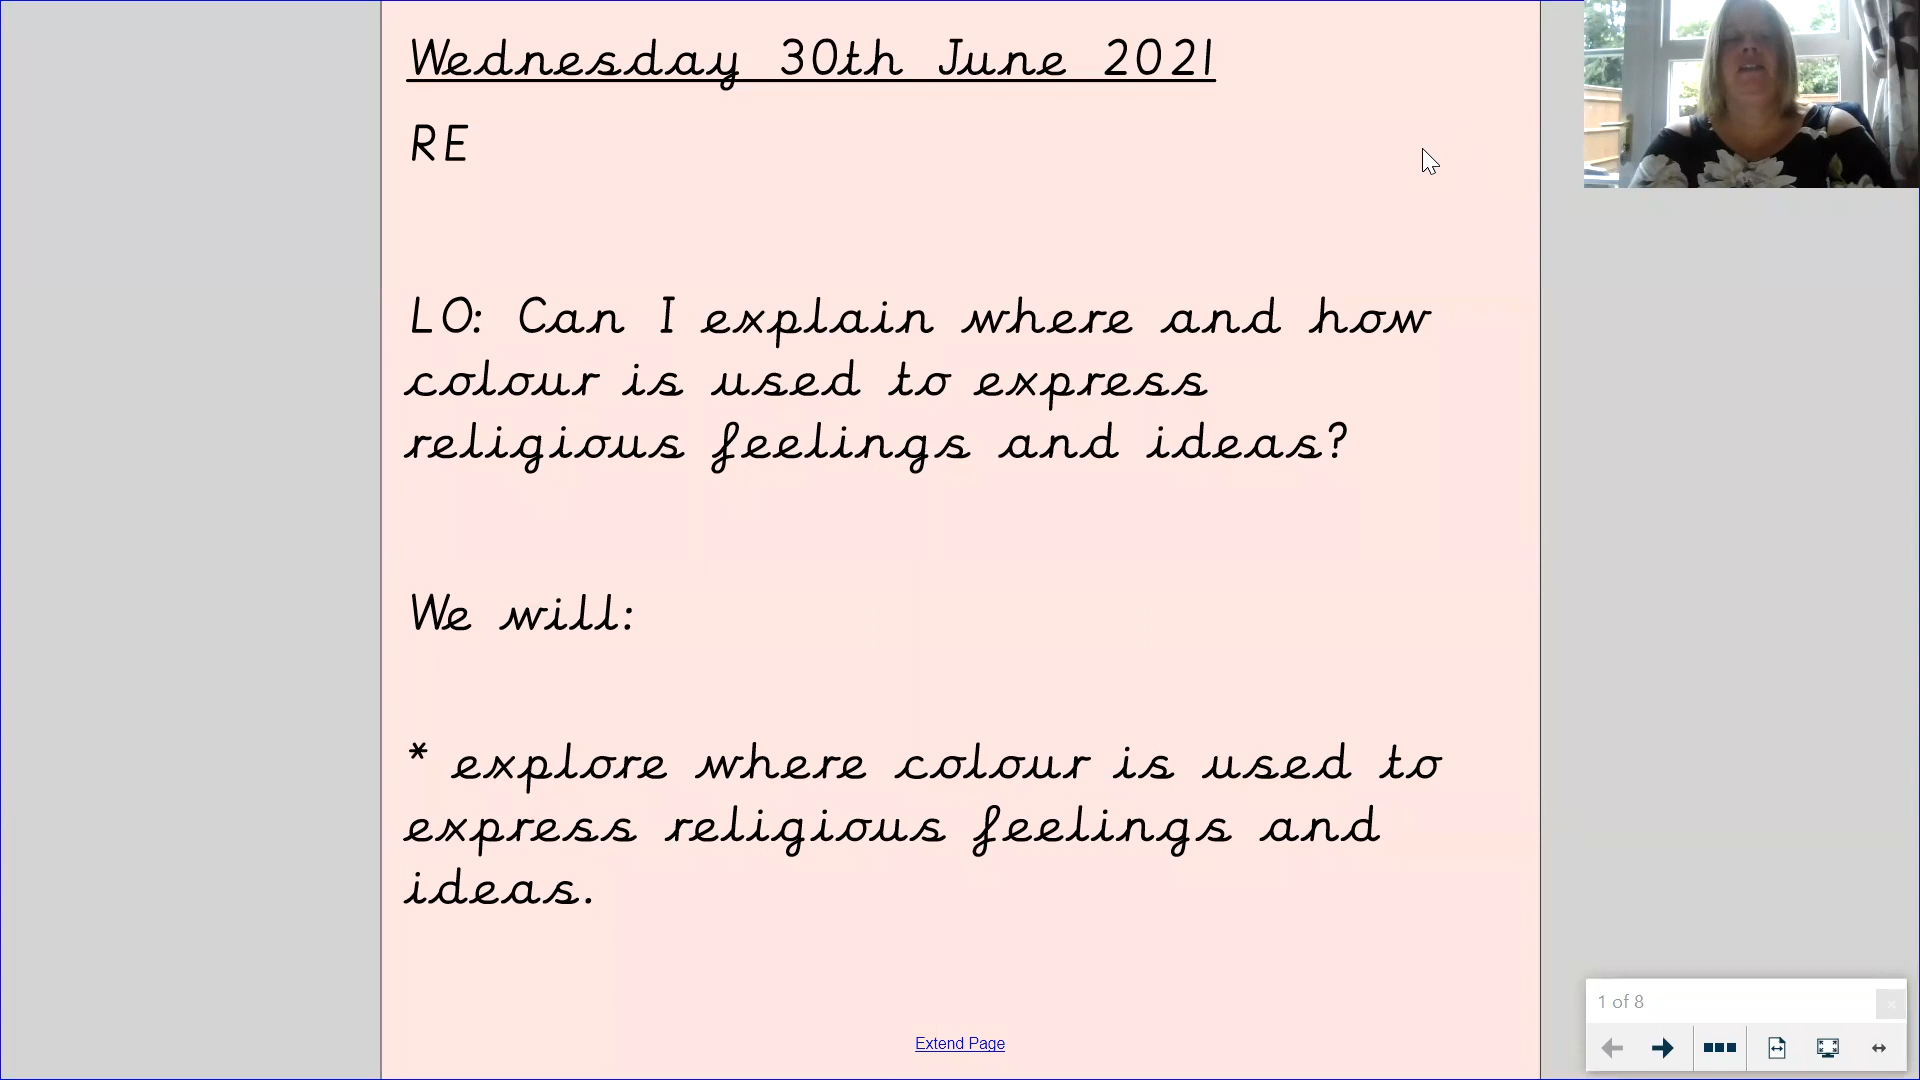 Wednesday 30th June 2021
RE
LO: Can I explain where and how
colour is used to express
religious feelings and ideas?
We will:
* explore where colour is used to
express religious feelings and
ideas.
Extend Page
1 of 8